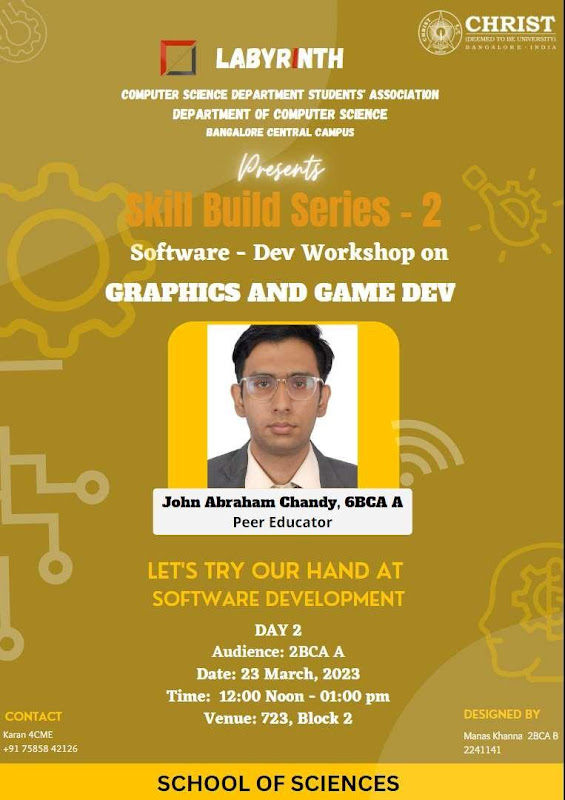 LABYRINTH
CHRIST
(DEEMED TO BE UNIVERSITY)
BANGALORE · INDIA
COMPUTER SCIENCE DEPARTMENT STUDENTS' ASSOCIATION
DEPARTMENT OF COMPUTER SCIENCE
BANGALORE CENTRAL CAMPUS
Presents
Skill Build Series - 2
Software - Dev Workshop on
GRAPHICS AND GAME DEV
John Abraham Chandy, 6BCA A
Peer Educator
LET'S TRY OUR HAND AT
SOFTWARE DEVELOPMENT
DAY 2
Audience: 2BCA A
Date: 23 March, 2023
Time: 12:00 Noon - 01:00 pm
Venue: 723, Block 2
CONTACT
Karan 4CME
+91 75858 42126
DESIGNED BY
Manas Khanna 2BCA B
2241141
SCHOOL OF SCIENCES